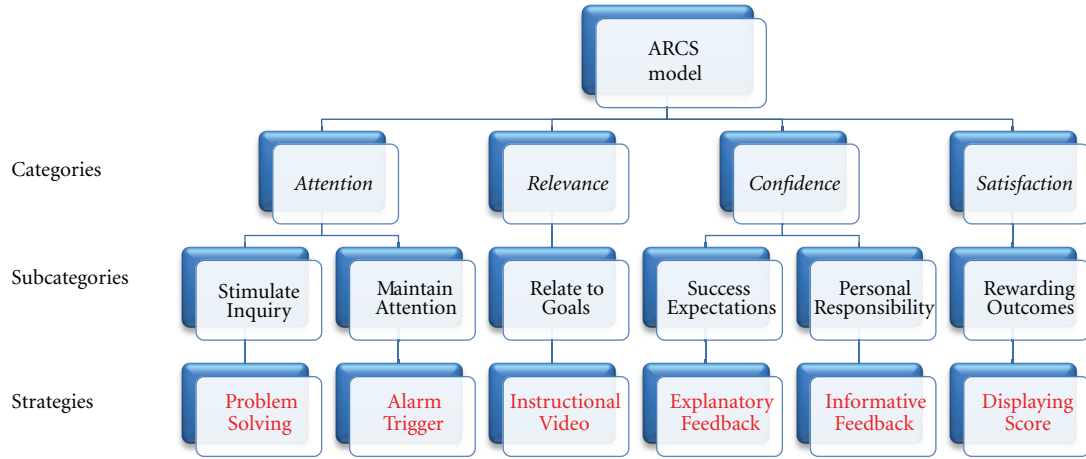 ARCS
model
Categories
Attention
Relevance
Confidence
Satisfaction
Subcategories
Stimulate
Inquiry
Maintain
Attention
Relate to
Goals
Success
Expectations
Personal
Responsibility
Rewarding
Outcomes
Strategies
Problem
Solving
Alarm
Trigger
Instructional
Video
Explanatory
Feedback
Informative
Feedback
Displaying
Score